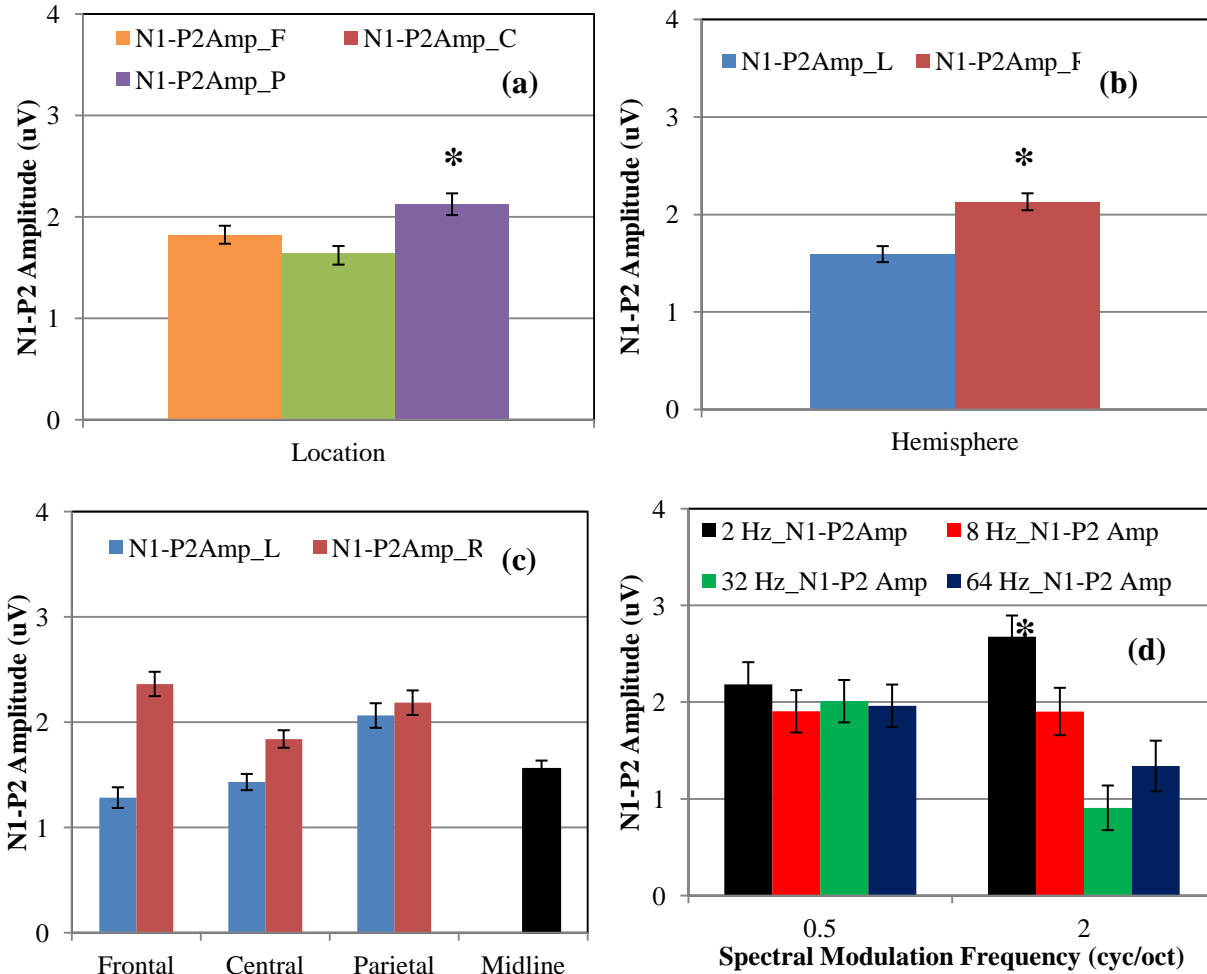 N1-P2 Amplitude (uV)
4
3
2
1
0
N1-P2Amp_F N1-P2Amp_C
N1-P2Amp_P
(a)
*
Location
N1-P2 Amplitude (uV)
4
3
2
1
0
N1-P2Amp_L N1-P2Amp_R
(b)
*
Hemisphere
N1-P2 Amplitude (uV)
4
3
2
1
0
N1-P2Amp_L N1-P2Amp_R
(c)
Frontal Central Parietal Midline
N1-P2 Amplitude (uV)
4
3
2
1
0
2 Hz_N1-P2Amp 8 Hz_N1-P2 Amp
32 Hz_N1-P2 Amp 64 Hz_N1-P2 Amp
(d)
*
0.5 2
Spectral Modulation Frequency (cyc/oct)